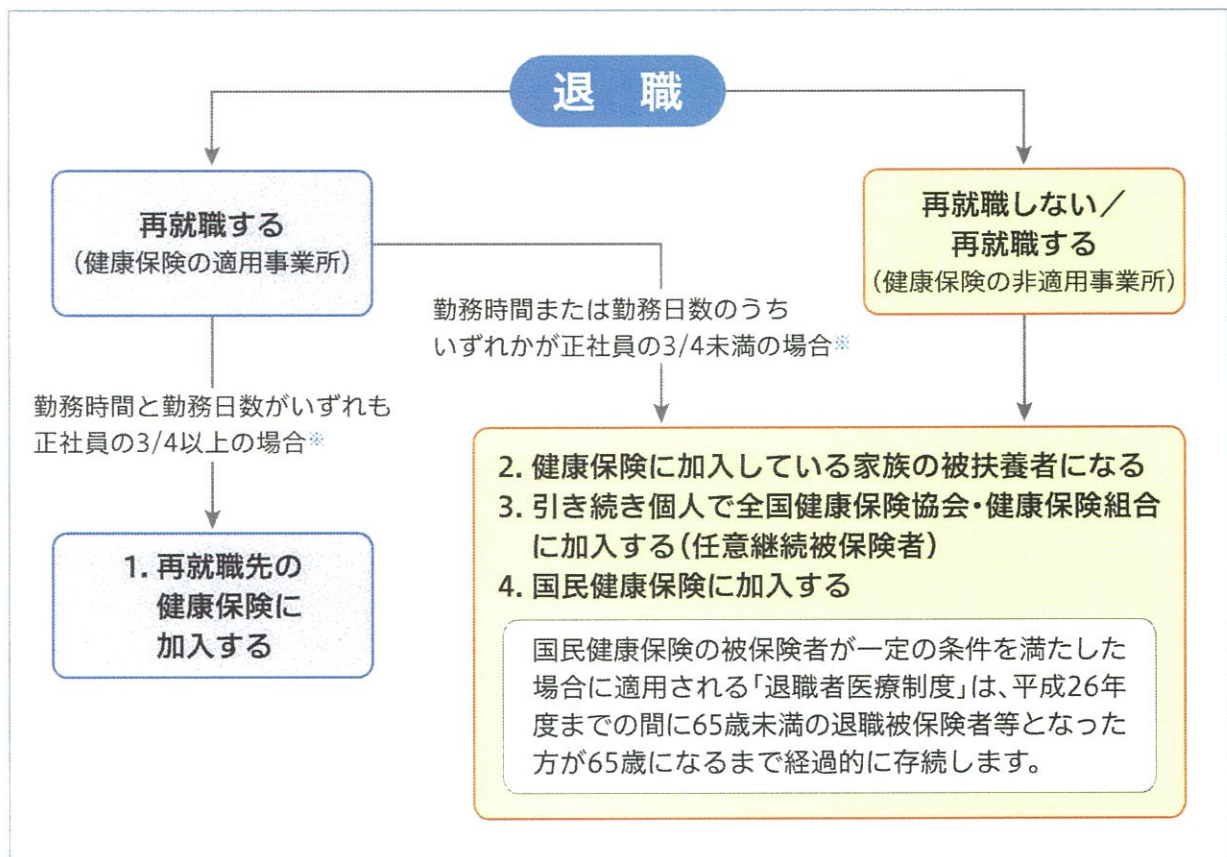 退 職
再就職する
（健康保険の適用事業所）
再就職しない／
再就職する
（健康保険の非適用事業所）
勤務時間または勤務日数のうち
いずれかが正社員の3/4未満の場合※
勤務時間と勤務日数がいずれも
正社員の3/4以上の場合※
1. 再就職先の
健康保険に
加入する
2. 健康保険に加入している家族の被扶養者になる
3. 引き続き個人で全国健康保険協会・健康保険組合
に加入する（任意継続被保険者）
4. 国民健康保険に加入する
国民健康保険の被保険者が一定の条件を満たした
場合に適用される「退職者医療制度」は、平成26年
度までの間に65歳未満の退職被保険者等となった
方が65歳になるまで経過的に存続します。